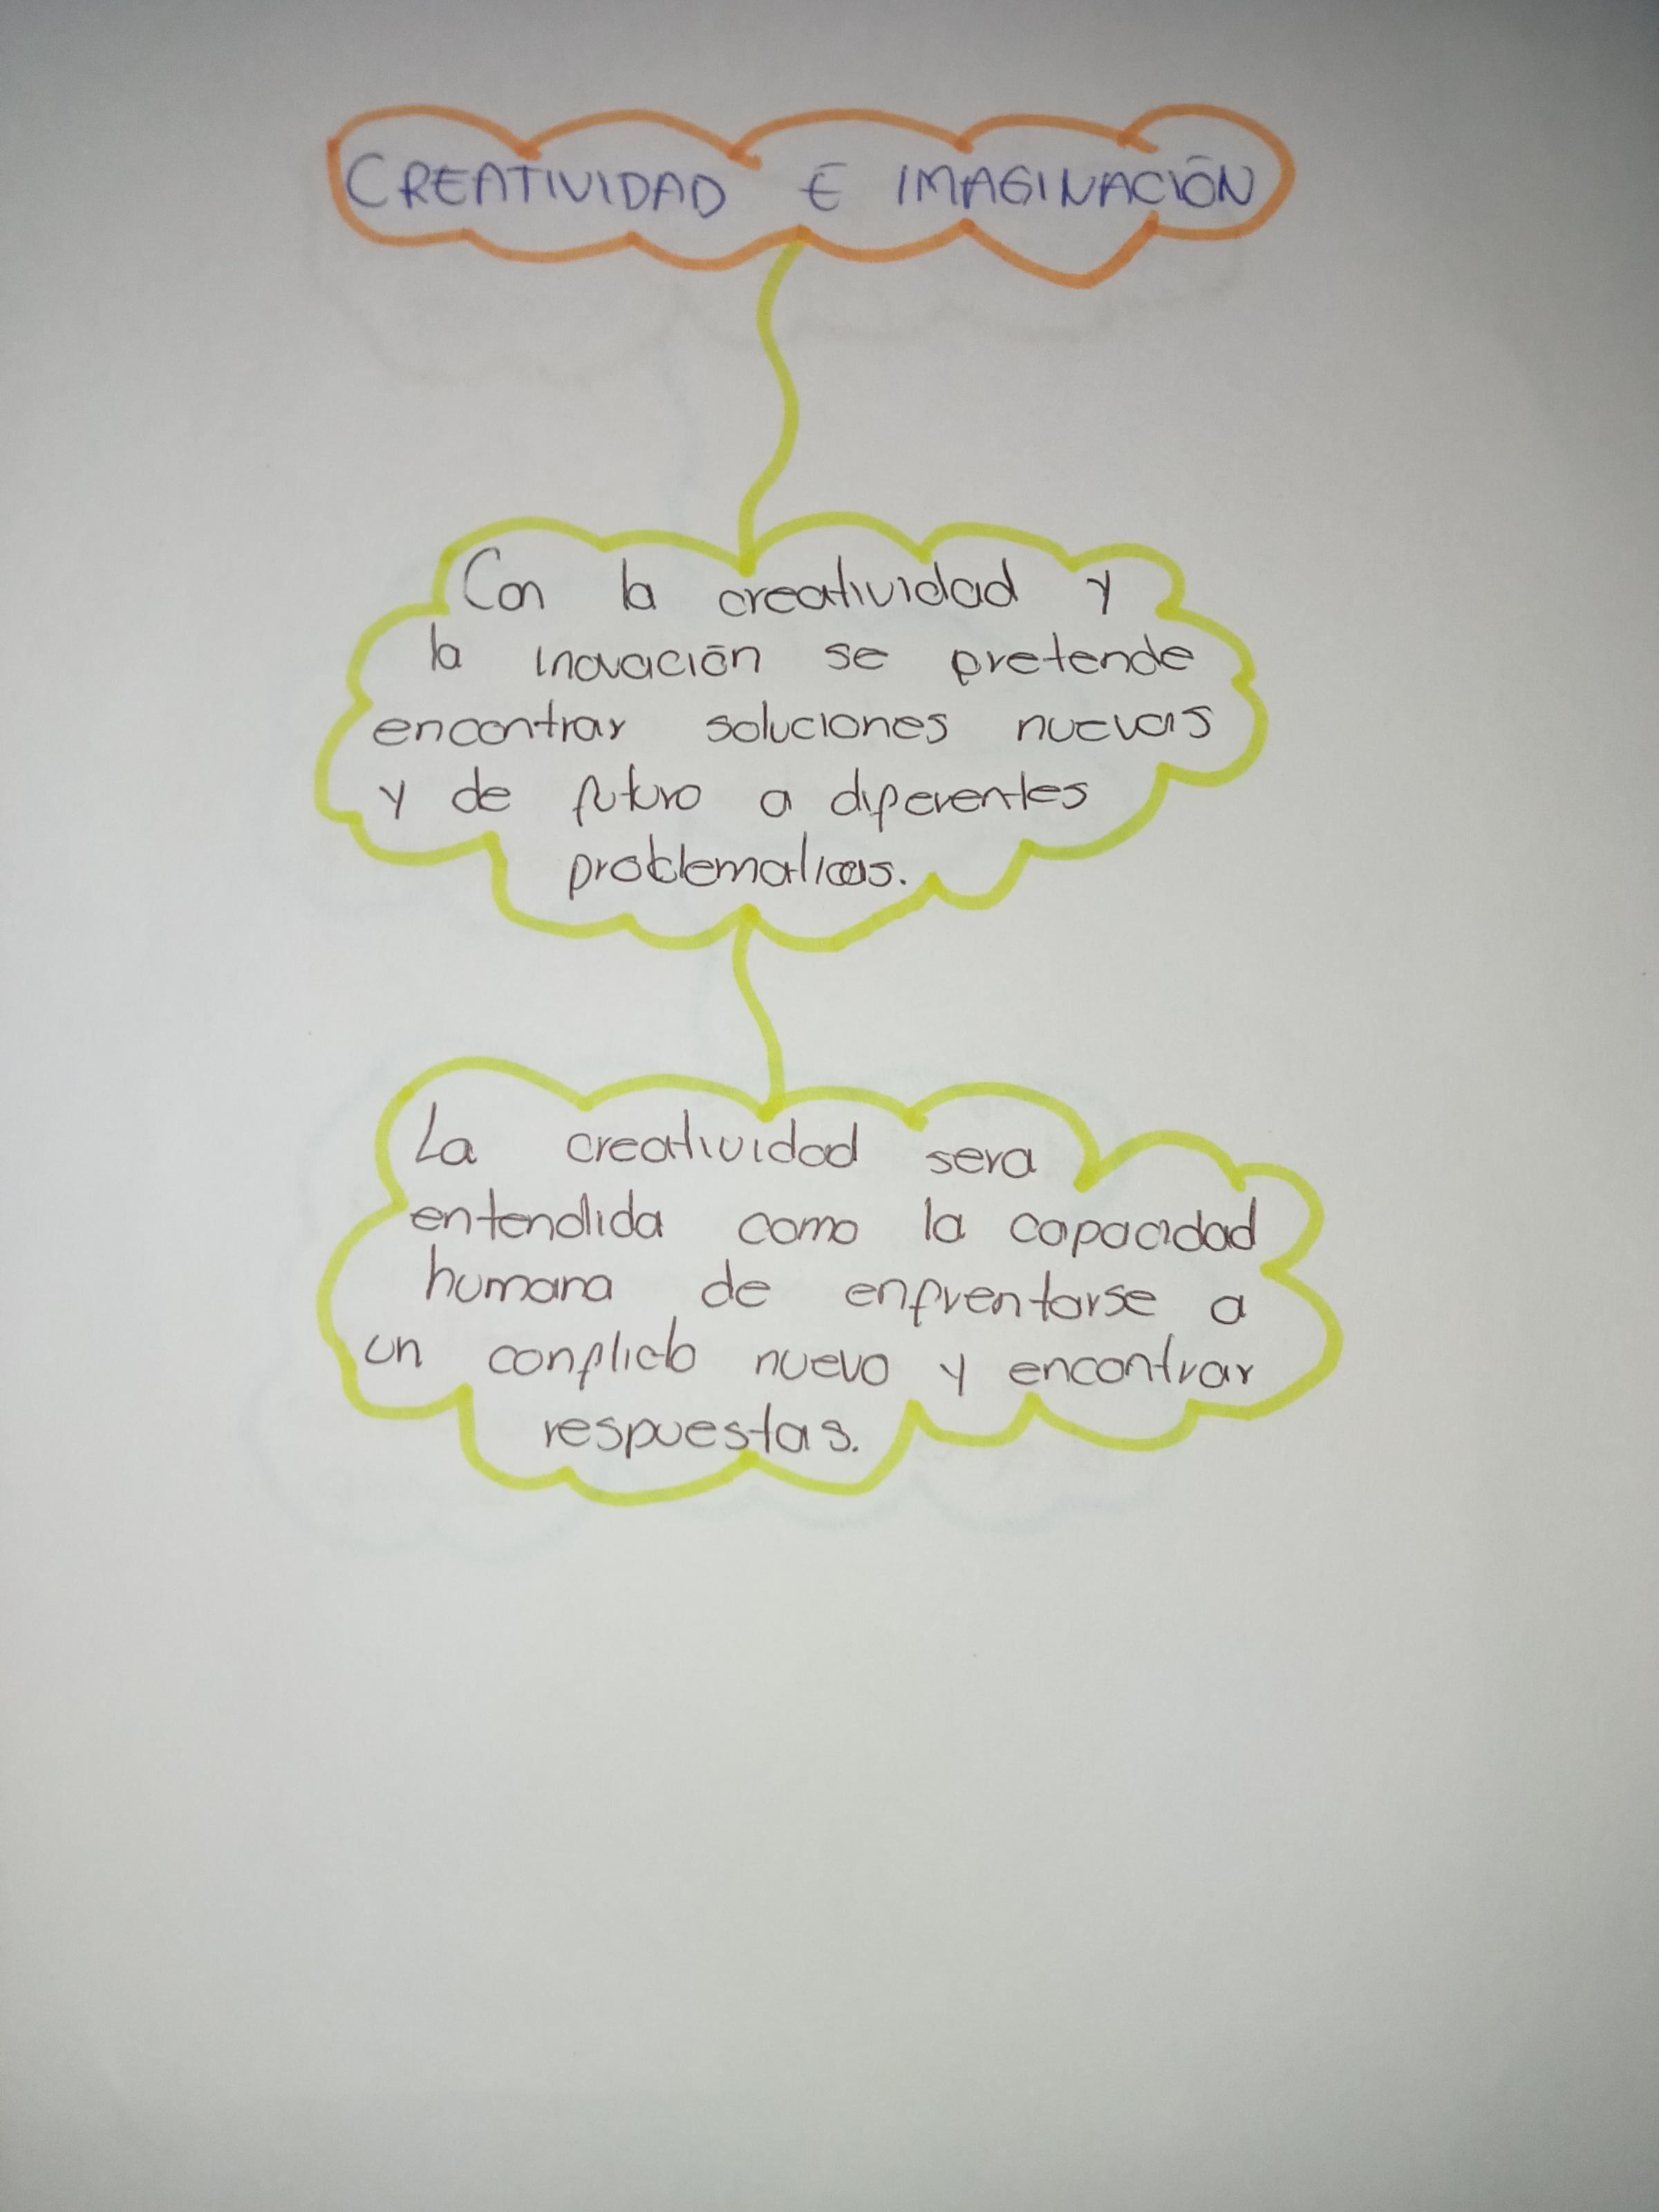 CREATIVIDAD E IMAGINACIÓN
Con la creatividad y
la inovación se pretende
encontrar soluciones nuevas
y de futuro a diferentes
problematicas.
La creatividad sera
entendida como la capacidad
humana de enfrentarse a
un conflicto nuevo y encontrar
respuestas.